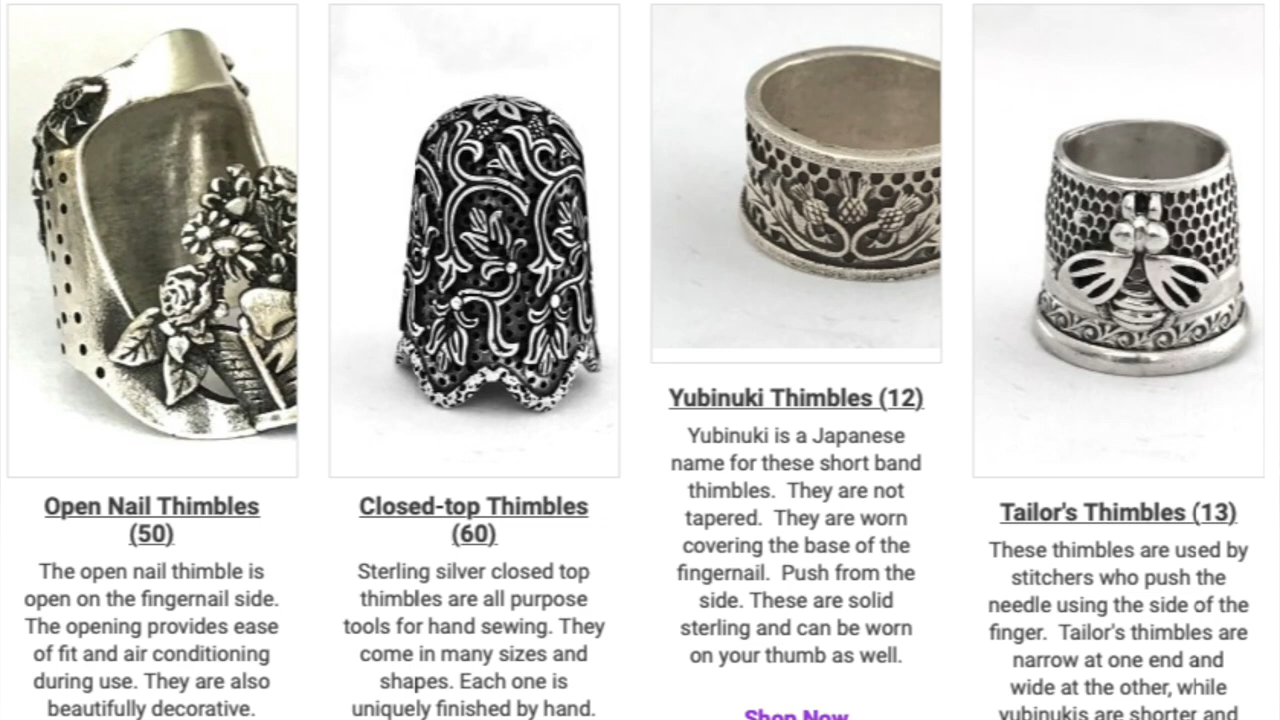 Open Nail Thimbles
(50)
The open nail thimble is
open on the fingernail side.
The opening provides ease
of fit and air conditioning
during use. They are also
beautifully decorative.
Closed-top Thimbles
(60)
Sterling silver closed top
thimbles are all purpose
tools for hand sewing. They
come in many sizes and
shapes. Each one is
uniquely finished by hand.
Yubinuki Thimbles (12)
Yubinuki is a Japanese
name for these short band
thimbles.  They are not
tapered.  They are worn
covering the base of the
fingernail.  Push from the
side. These are solid
sterling and can be worn
on your thumb as well.
Shop Now
Tailor's Thimbles (13)
These thimbles are used by
stitchers who push the
needle using the side of the
finger.  Tailor's thimbles are
narrow at one end and
wide at the other, while
yubinukis are shorter and